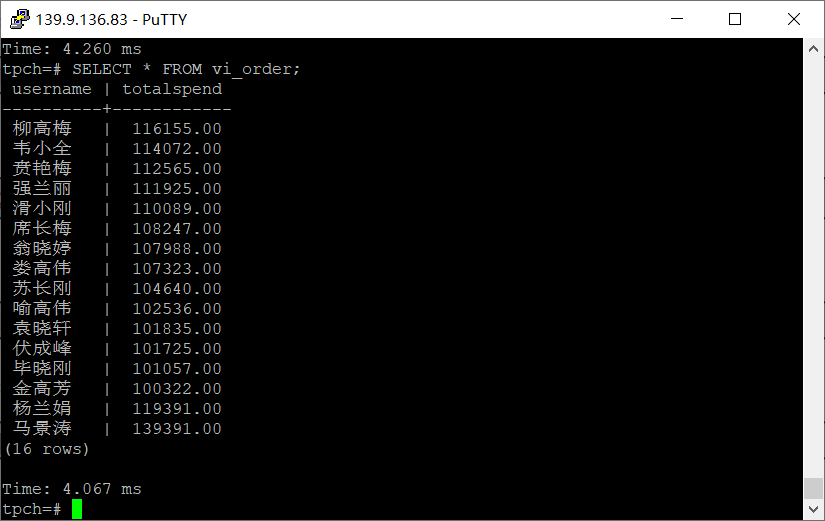 139.9.136.83 - PuTTY
Time: 4.260 ms
tpch=# SELECT * FROM vi_order;
 username | totalspend
----------+------------
 柳高梅   |  116155.00
 韦小全   |  114072.00
 贲艳梅   |  112565.00
 强兰丽   |  111925.00
 滑小刚   |  110089.00
 席长梅   |  108247.00
 翁晓婷   |  107988.00
 娄高伟   |  107323.00
 苏长刚   |  104640.00
 喻高伟   |  102536.00
 袁晓轩   |  101835.00
 伏成峰   |  101725.00
 毕晓刚   |  101057.00
 金高芳   |  100322.00
 杨兰娟   |  119391.00
 马景涛   |  139391.00
(16 rows)
Time: 4.067 ms
tpch=#